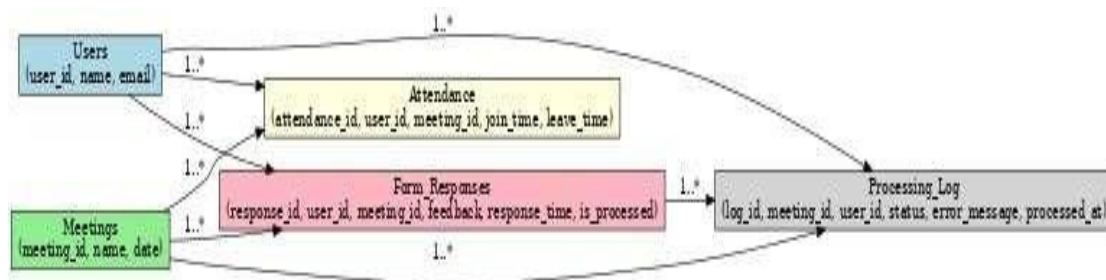 1..*
Users
(user_id, name, email)
1..*
Attendance
(attendance_id, user_id, meeting_id, join_time, leave_time)
1..*
1..*
Form_Responses
(response_id, user_id, meeting_id, feedback, response_time, is_processed)
1..*
Processing_Log
(log_id, meeting_id, user_id, status, error_message, processed_at)
Meetings
(meeting_id, name, date)
1..*
1..*